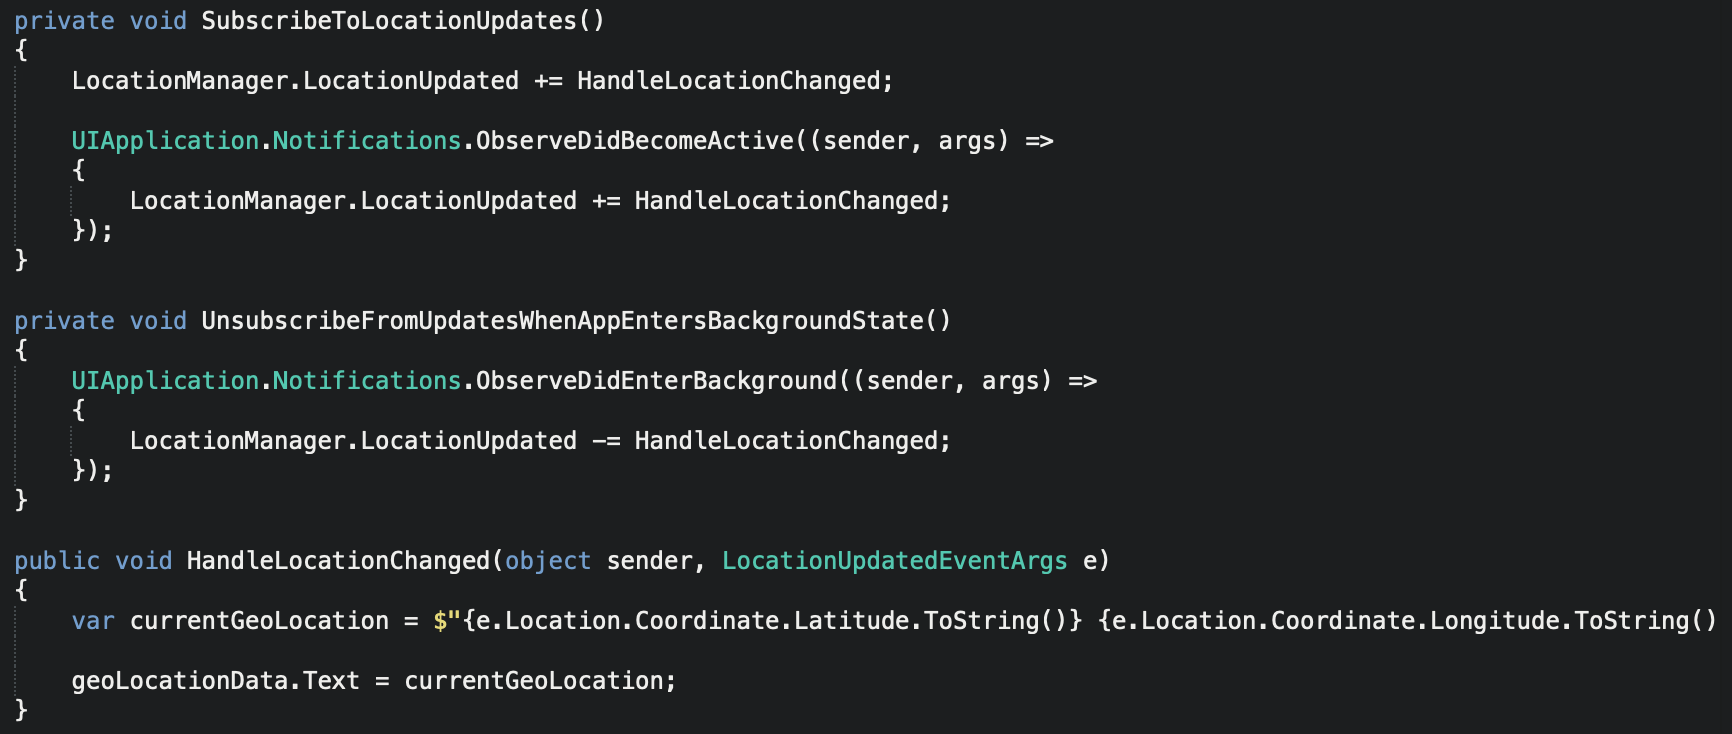 private void SubscribeToLocationUpdates()
{
    LocationManager.LocationUpdated += HandleLocationChanged;

    UIApplication.Notifications.ObserveDidBecomeActive((sender, args) =>
    {
        LocationManager.LocationUpdated += HandleLocationChanged;
    });
}

private void UnsubscribeFromUpdatesWhenAppEntersBackgroundState()
{
    UIApplication.Notifications.ObserveDidEnterBackground((sender, args) =>
    {
        LocationManager.LocationUpdated -= HandleLocationChanged;
    });
}

public void HandleLocationChanged(object sender, LocationUpdatedEventArgs e)
{
    var currentGeoLocation = $"{e.Location.Coordinate.Latitude.ToString()} {e.Location.Coordinate.Longitude.ToString()

    geoLocationData.Text = currentGeoLocation;
}